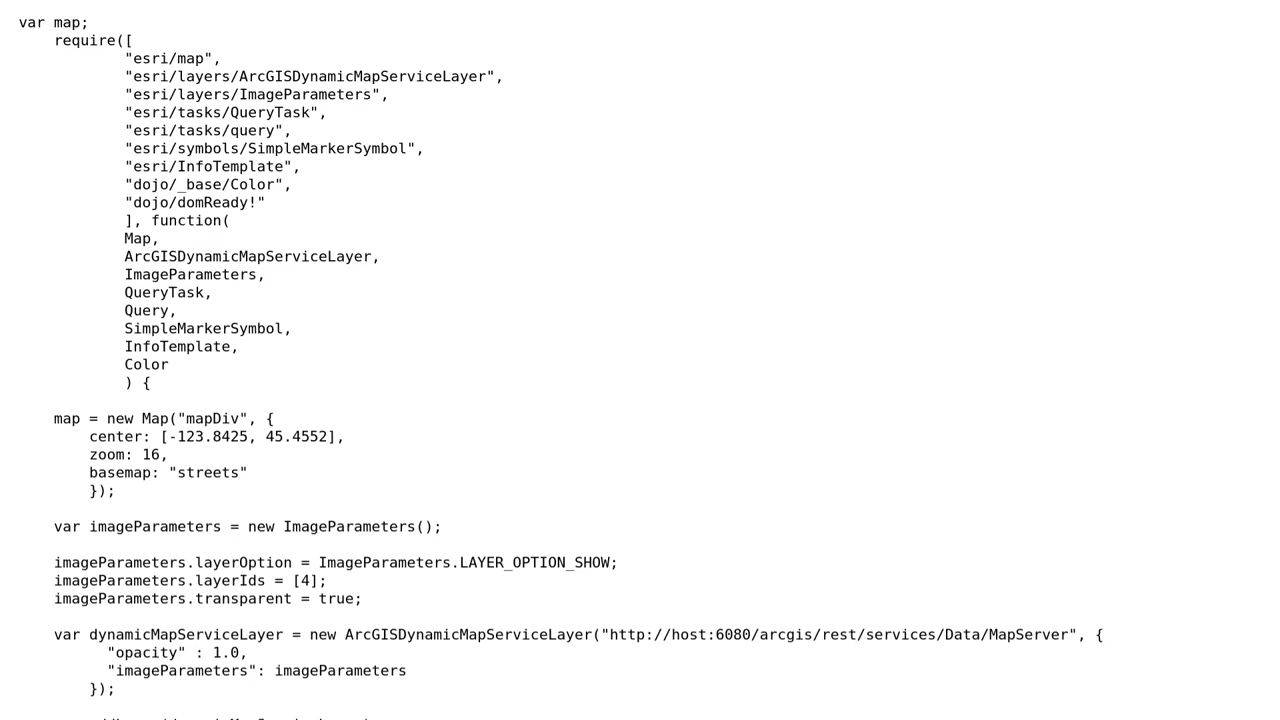 var map;
    require([
            "esri/map",
            "esri/layers/ArcGISDynamicMapServiceLayer",
            "esri/layers/ImageParameters",
            "esri/tasks/QueryTask",
            "esri/tasks/query",
            "esri/symbols/SimpleMarkerSymbol",
            "esri/InfoTemplate",
            "dojo/_base/Color",
            "dojo/domReady!"
            ], function(
            Map,
            ArcGISDynamicMapServiceLayer,
            ImageParameters,
            QueryTask,
            Query,
            SimpleMarkerSymbol,
            InfoTemplate,
            Color
            ) {

    map = new Map("mapDiv", {
        center: [-123.8425, 45.4552],
        zoom: 16,
        basemap: "streets"
        });

    var imageParameters = new ImageParameters();

    imageParameters.layerOption = ImageParameters.LAYER_OPTION_SHOW;
    imageParameters.layerIds = [4];
    imageParameters.transparent = true;

    var dynamicMapServiceLayer = new ArcGISDynamicMapServiceLayer("http://host:6080/arcgis/rest/services/Data/MapServer", {
          "opacity" : 1.0,
          "imageParameters": imageParameters
        });